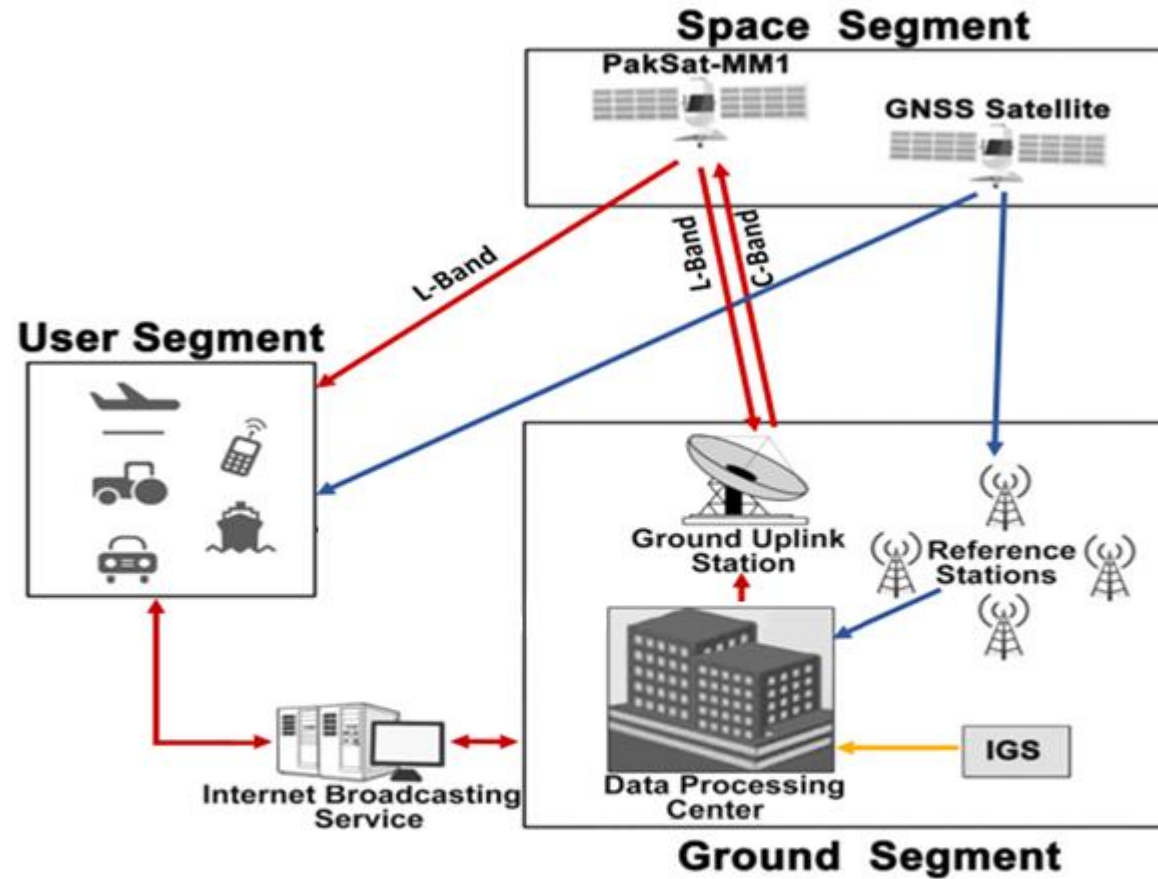 Space Segment
PakSat-MM1
GNSS Satellite
L-Band
L-Band
C-Band
User Segment
Ground Uplink
Station
Reference
Stations
IGS
Data Processing
Center
Internet Broadcasting
Service
Ground Segment